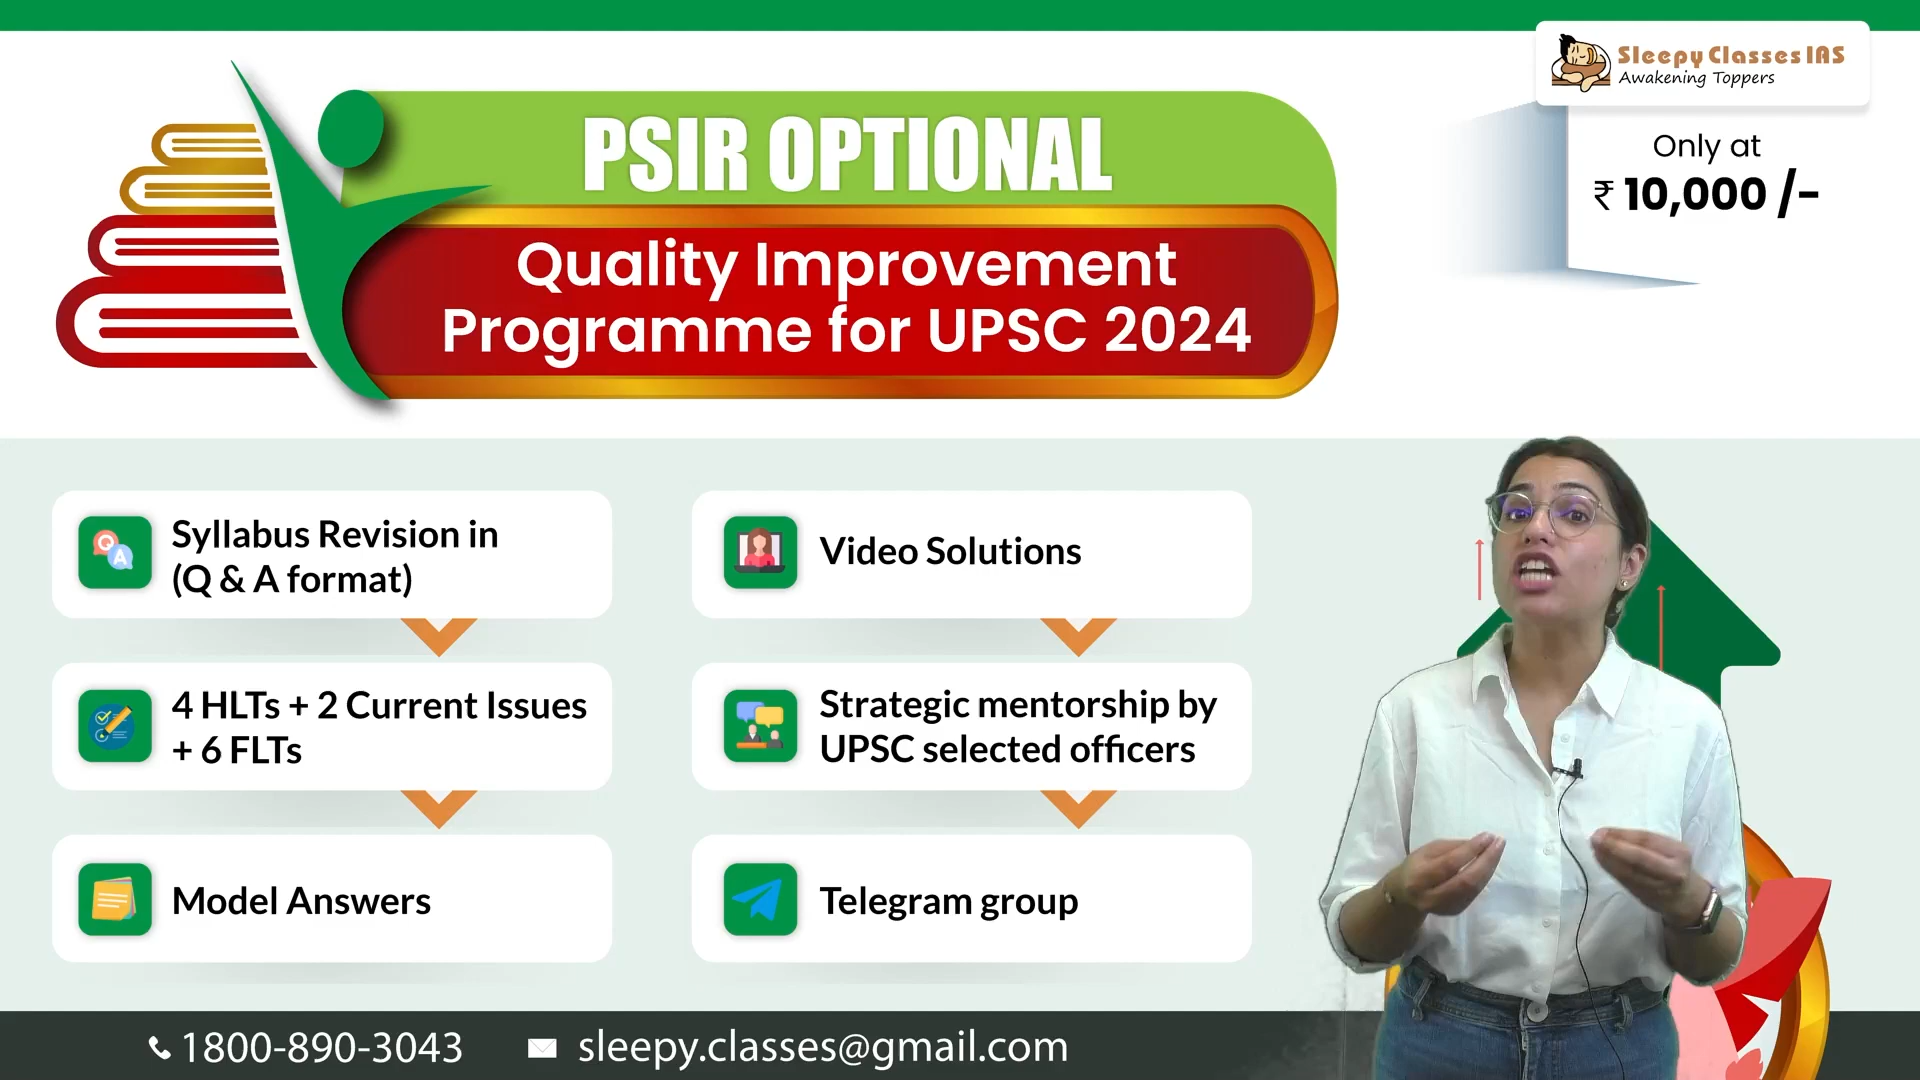 Sleepy Classes IAS
Awakening Toppers
Only at
₹ 10,000 /-
PSIR OPTIONAL
Quality Improvement
Programme for UPSC 2024
Syllabus Revision in
(Q & A format)
Video Solutions
4 HLTs + 2 Current Issues
+ 6 FLTs
Strategic mentorship by
UPSC selected officers
Model Answers
Telegram group
1800-890-3043
sleepy.classes@gmail.com